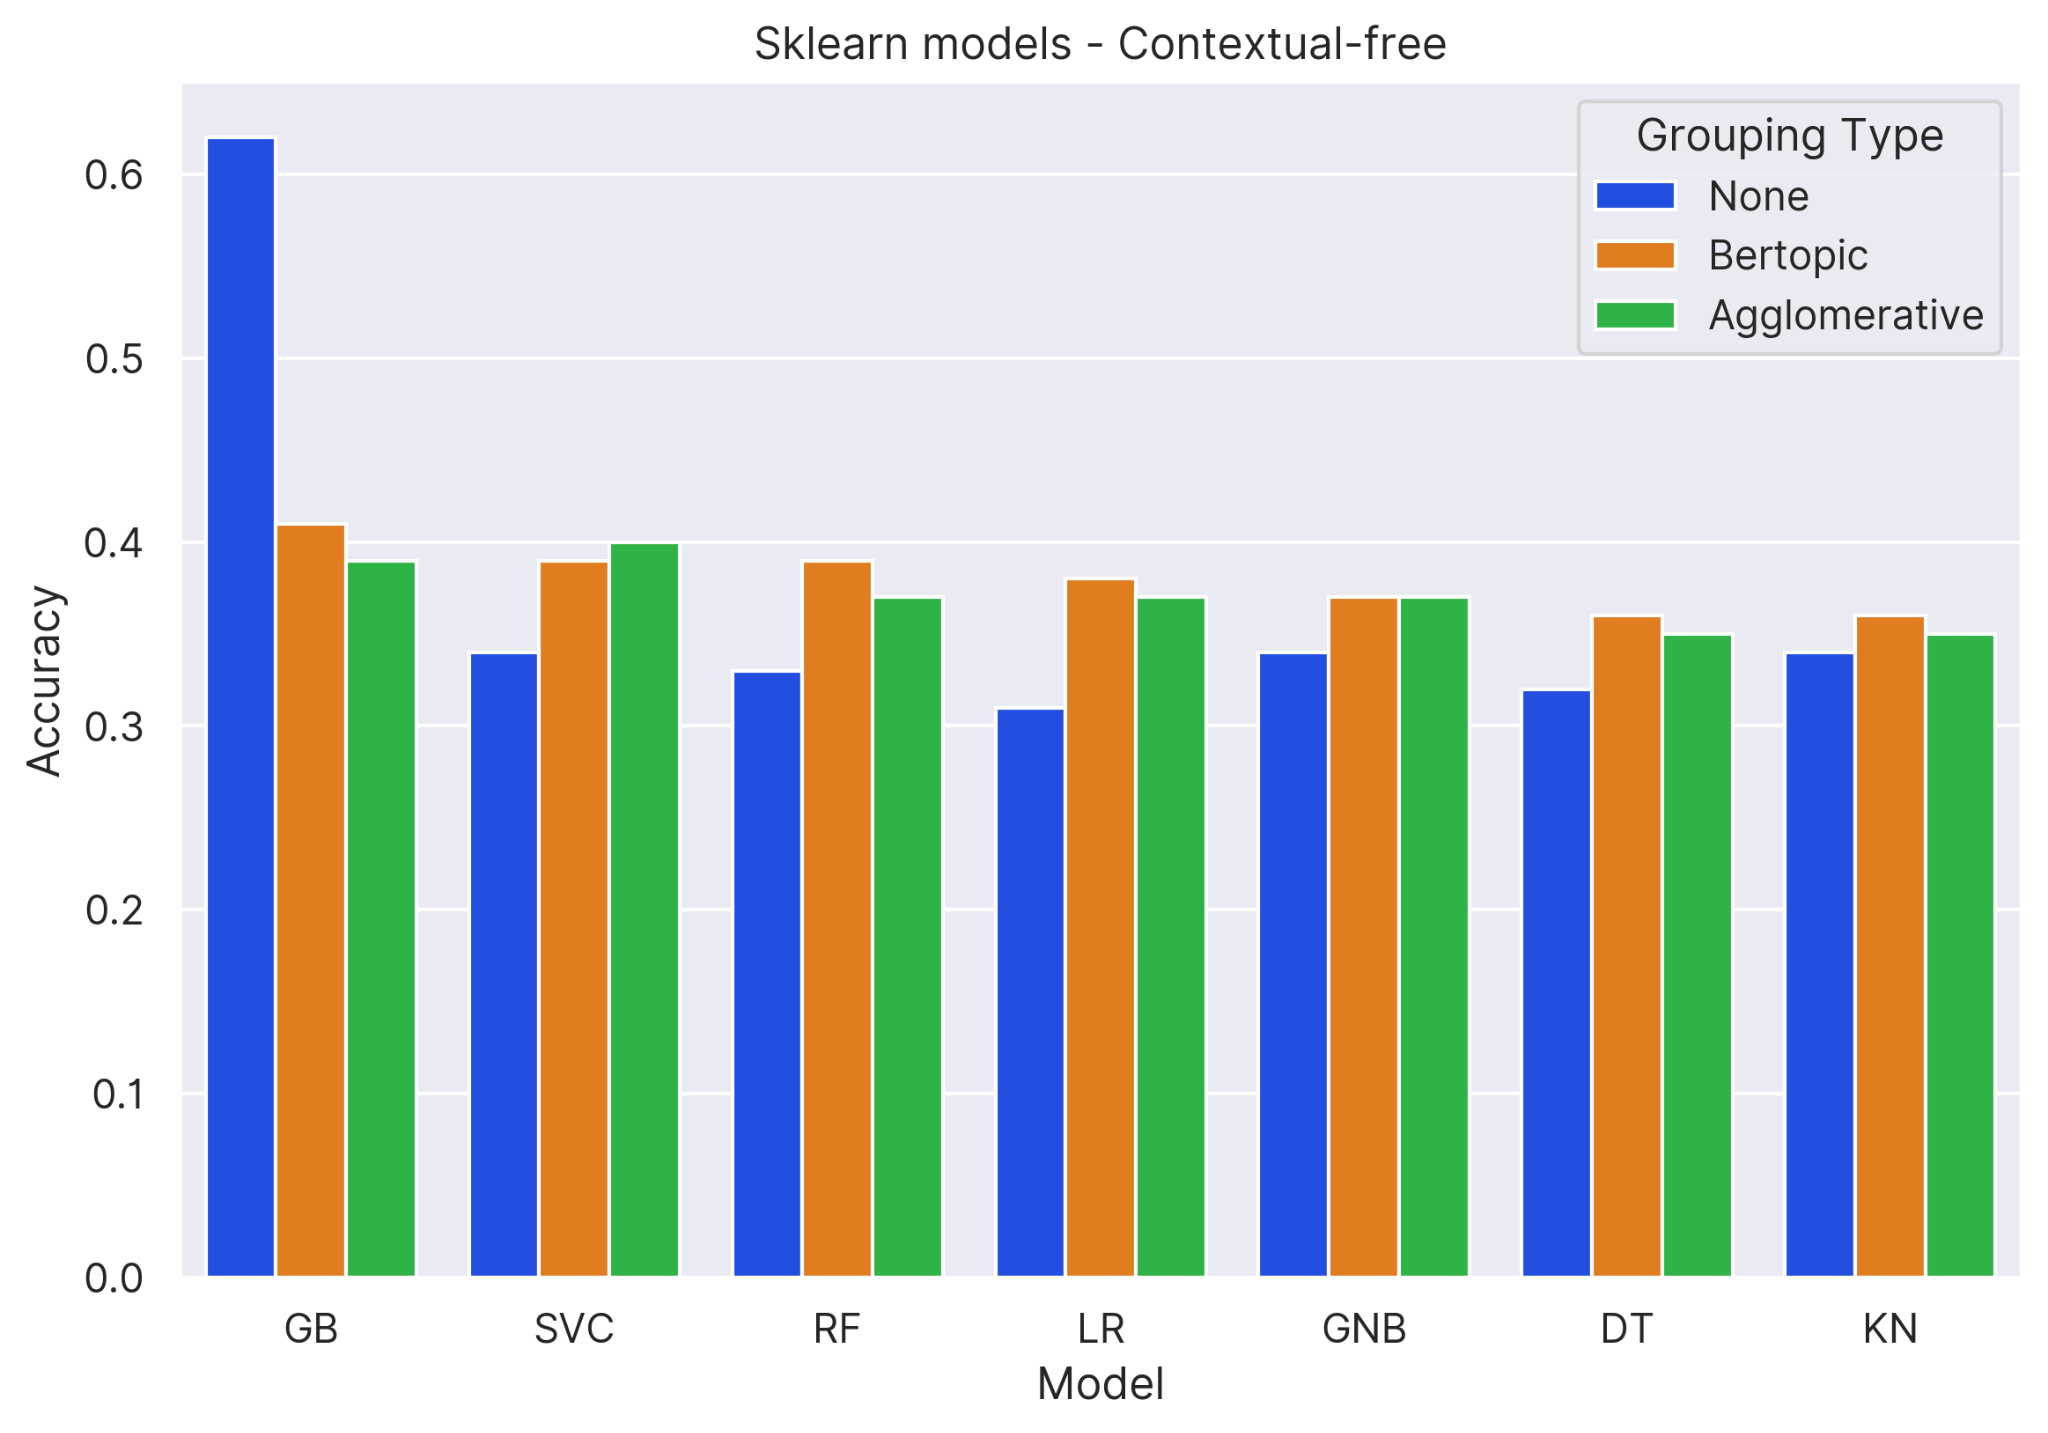 Sklearn models - Contextual-free
Grouping Type
None
Bertopic
Agglomerative
Accuracy
0.6
0.5
0.4
0.3
0.2
0.1
0.0
GB SVC RF LR GNB DT KN
Model